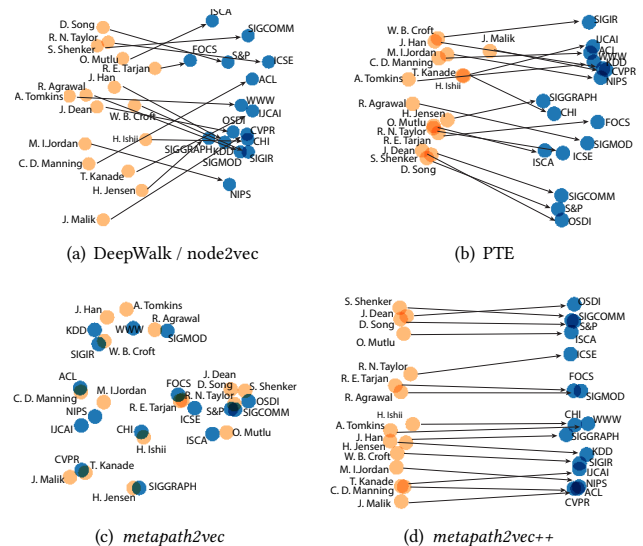 ISCA
D. Song
R. N. Taylor
SIGCOMM
S. Shenker
FOCS
S&P
O. Mutlu
ICSE
R. E. Tarjan
J. Han
ACL
R. Agrawal
A. Tomkins
WWW
J. Dean
W. B. Croft
IJCAI
OSDI
CVPR
H. Ishii
CHI
M. I.Jordan
SIGGRAPH
KDD
SIGMOD
SIGIR
C. D. Manning
T. Kanade
NIPS
H. Jensen
J. Malik
(a) DeepWalk / node2vec
SIGIR
W. B. Croft
J. Han
J. Malik
IJCAI
M. I.Jordan
ACL
C. D. Manning
WWW
KDD
T. Kanade
CVPR
A. Tomkins
H. Ishii
NIPS
R. Agrawal
SIGGRAPH
H. Jensen
CHI
O. Mutlu
FOCS
R. N. Taylor
R. E. Tarjan
SIGMOD
J. Dean
ISCA
ICSE
S. Shenker
D. Song
SIGCOMM
S&P
OSDI
(b) PTE
A. Tomkins
J. Han
R. Agrawal
KDD
WWW
SIGMOD
SIGIR
W. B. Croft
ACL
FOCS
J. Dean
D. Song
S. Shenker
C. D. Manning
M. I.Jordan
R. N. Taylor
OSDI
R. E. Tarjan
NIPS
S&P
SIGCOMM
ICSE
IJCAI
CHI
ISCA
O. Mutlu
H. Ishii
CVPR
T. Kanade
J. Malik
H. Jensen
SIGGRAPH
(c) metapath2vec
S. Shenker
OSDI
J. Dean
SIGCOMM
D. Song
S&P
O. Mutlu
ISCA
ICSE
R. N. Taylor
R. E. Tarjan
FOCS
R. Agrawal
SIGMOD
H. Ishii
CHI
WWW
A. Tomkins
J. Han
SIGGRAPH
H. Jensen
W. B. Croft
KDD
SIGIR
M. I.Jordan
IJCAI
T. Kanade
NIPS
C. D. Manning
ACL
J. Malik
CVPR
(d) metapath2vec++